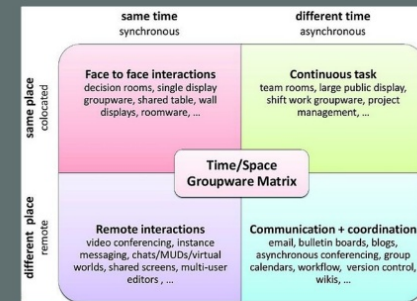 same time
synchronous
different time
asynchronous
same place
colocated
Face to face interactions
decision rooms, single display
groupware, shared table, wall
displays, roomware, ...
Continuous task
team rooms, large public display,
shift work groupware, project
management, ...
Time/Space
Groupware Matrix
different place
remote
Remote interactions
video conferencing, instance
messaging, chats/MUDs/virtual
worlds, shared screens, multi-user
editors , ...
Communication + coordination
email, bulletin boards, blogs,
asynchronous conferencing, group
calendars, workflow, version control,
wikis, ...